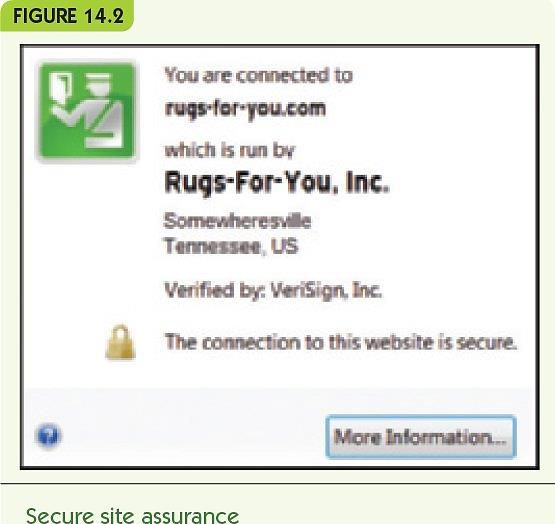 FIGURE 14.2
You are connected to
rugs-for-you.com
which is run by
Rugs-For-You, Inc.
Somewheresville
Tennessee, US
Verified by: VeriSign, Inc.
The connection to this website is secure.
?
More Information...
Secure site assurance